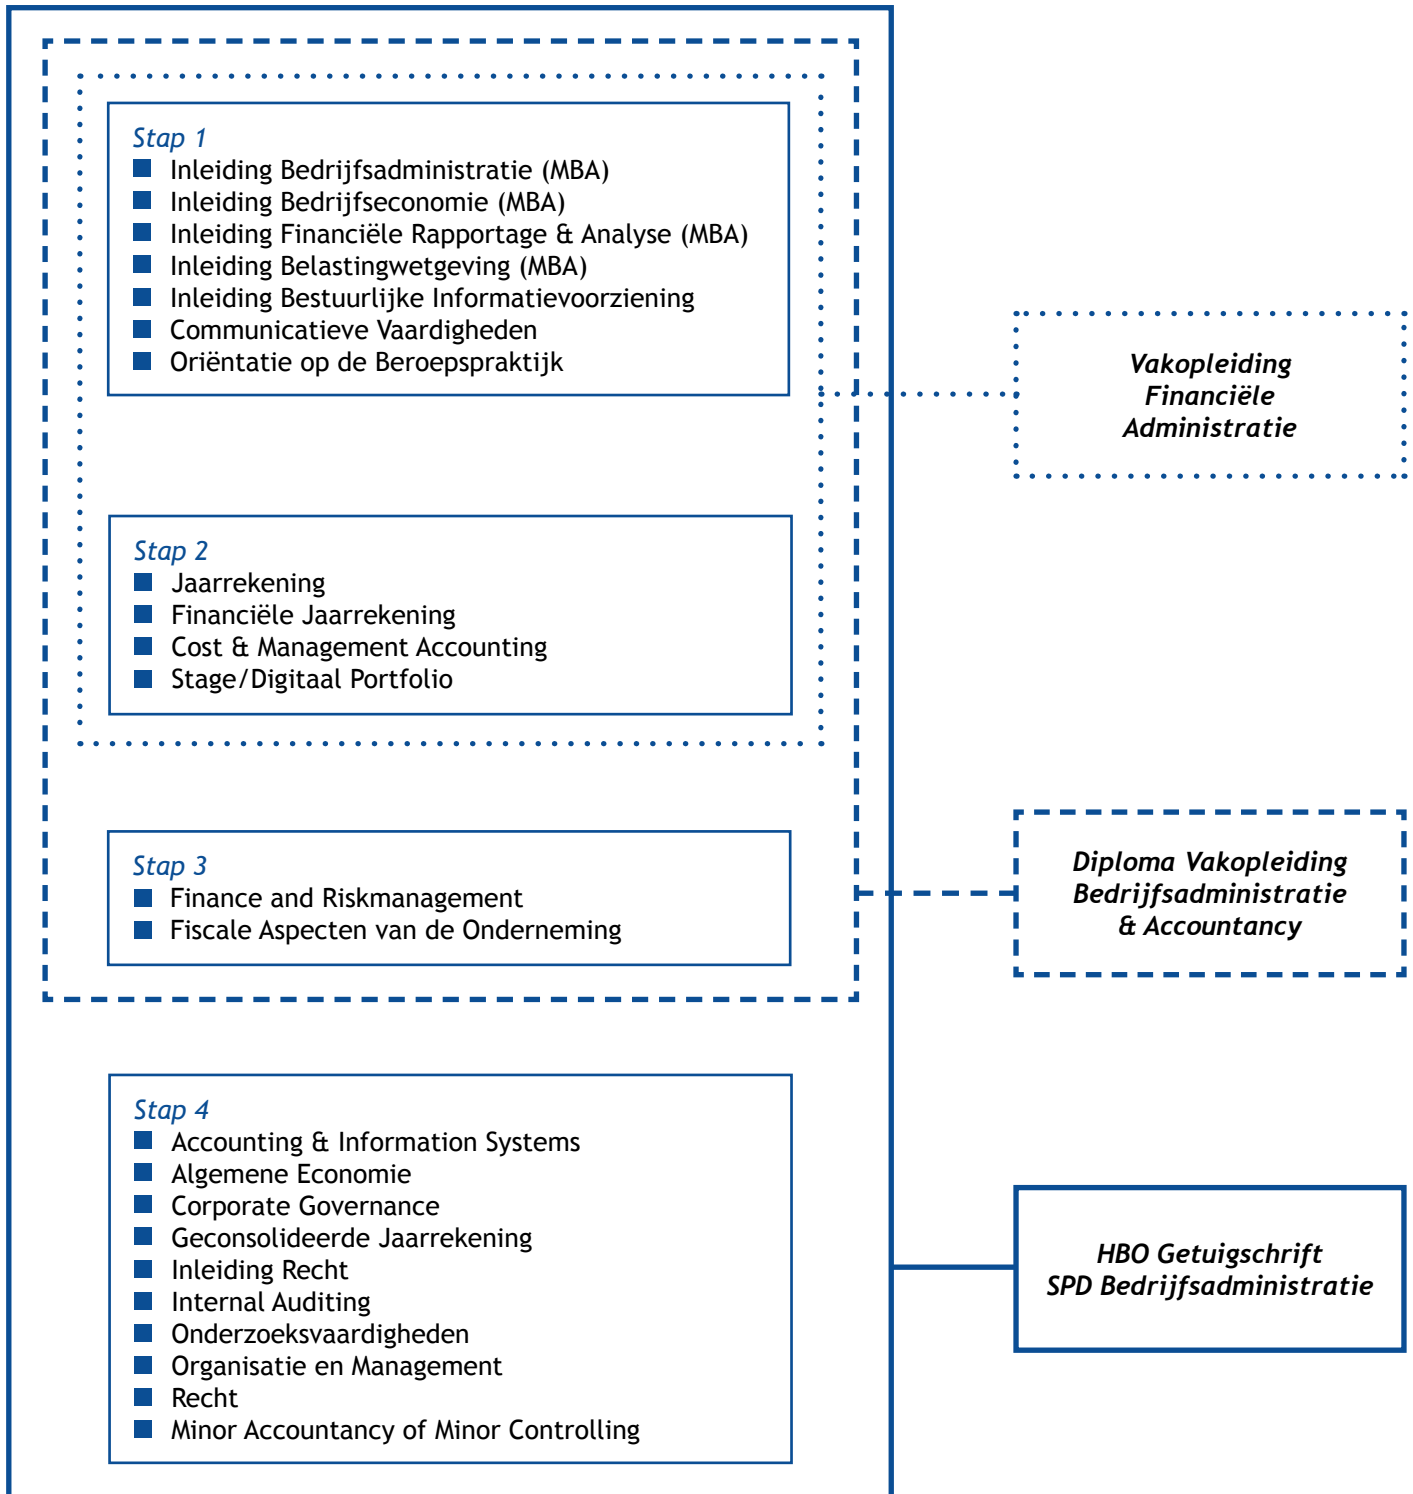 Stap 1
Inleiding Bedrijfsadministratie (MBA)
Inleiding Bedrijfseconomie (MBA)
Inleiding Financiële Rapportage & Analyse (MBA)
Inleiding Belastingwetgeving (MBA)
Inleiding Bestuurlijke Informatievoorziening
Communicatieve Vaardigheden
Oriëntatie op de Beroepspraktijk
Vakopleiding
Financiële
Administratie
Stap 2
Jaarrekening
Financiële Jaarrekening
Cost & Management Accounting
Stage/Digitaal Portfolio
Stap 3
Finance and Riskmanagement
Fiscale Aspecten van de Onderneming
Diploma Vakopleiding
Bedrijfsadministratie
& Accountancy
Stap 4
Accounting & Information Systems
Algemene Economie
Corporate Governance
Geconsolideerde Jaarrekening
Inleiding Recht
Internal Auditing
Onderzoeksvaardigheden
Organisatie en Management
Recht
Minor Accountancy of Minor Controlling
HBO Getuigschrift
SPD Bedrijfsadministratie